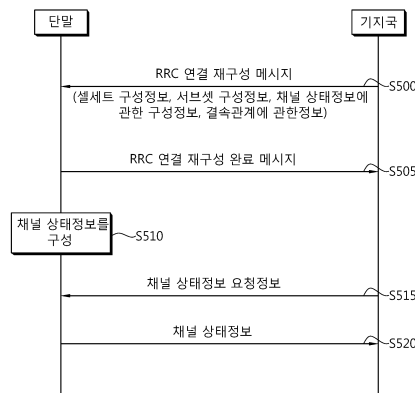 단말
기지국
RRC 연결 재구성 메시지
S500
(셀세트 구성정보, 서브셋 구성정보, 채널 상태정보에
관한 구성정보, 결속관계에 관한정보)
RRC 연결 재구성 완료 메시지
S505
채널 상태정보를
구성
S510
채널 상태정보 요청정보
S515
채널 상태정보
S520